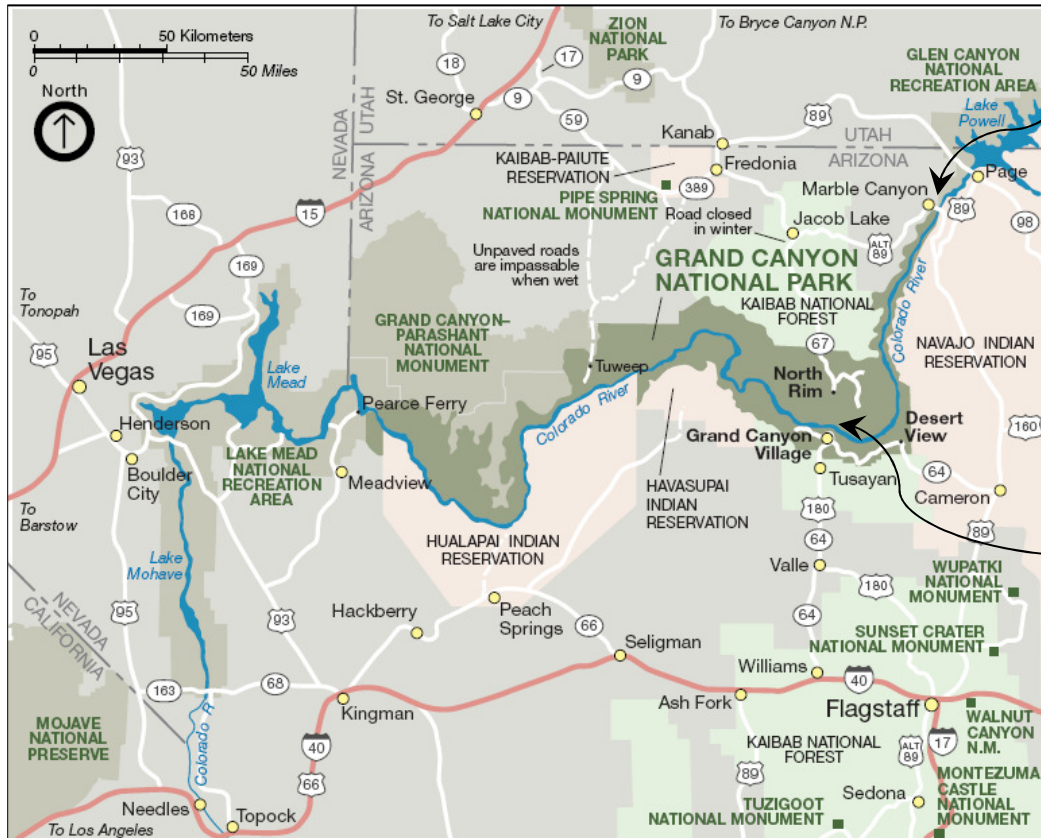 To Salt Lake City
To Bryce Canyon N.P.
ZION
NATIONAL
PARK
GLEN CANYON
NATIONAL
RECREATION AREA
0 50 Kilometers
0 50 Miles
North
18
17
9
9
St. George
59
93
NEVADA
UTAH
ARIZONA
Kanab
89
UTAH
ARIZONA
Lake
Powell
KAIBAB-PAIUTE
RESERVATION
Fredonia
Page
389
PIPE SPRING
NATIONAL MONUMENT
Marble Canyon
89
98
Road closed
in winter
Jacob Lake
ALT
89
168
15
169
169
Unpaved roads
are impassable
when wet
GRAND CANYON
NATIONAL PARK
KAIBAB NATIONAL
FOREST
Colorado River
67
NAVAJO INDIAN
RESERVATION
To
Tonopah
95
Las
Vegas
GRAND CANYON–
PARASHANT
NATIONAL
MONUMENT
Tuweep
North
Rim
Lake
Mead
Pearce Ferry
Colorado River
Henderson
Boulder
City
LAKE MEAD
NATIONAL
RECREATION
AREA
Meadview
Grand Canyon
Village
Desert
View
160
Tusayan
64
Cameron
HAVASUPAI
INDIAN
RESERVATION
180
89
To
Barstow
HUALAPAI INDIAN
RESERVATION
Lake
Mohave
64
Valle
180
WUPATKI
NATIONAL
MONUMENT
NEVADA
CALIFORNIA
95
93
Hackberry
Peach
Springs
66
Seligman
64
SUNSET CRATER
NATIONAL MONUMENT
Williams
40
163
68
Kingman
Ash Fork
Flagstaff
WALNUT
CANYON
N.M.
MOJAVE
NATIONAL
PRESERVE
Colorado R
40
66
KAIBAB NATIONAL
FOREST
ALT
89
17
89
MONTEZUMA
CASTLE
NATIONAL
MONUMENT
Sedona
TUZIGOOT
NATIONAL MONUMENT
Needles
Topock
To Los Angeles